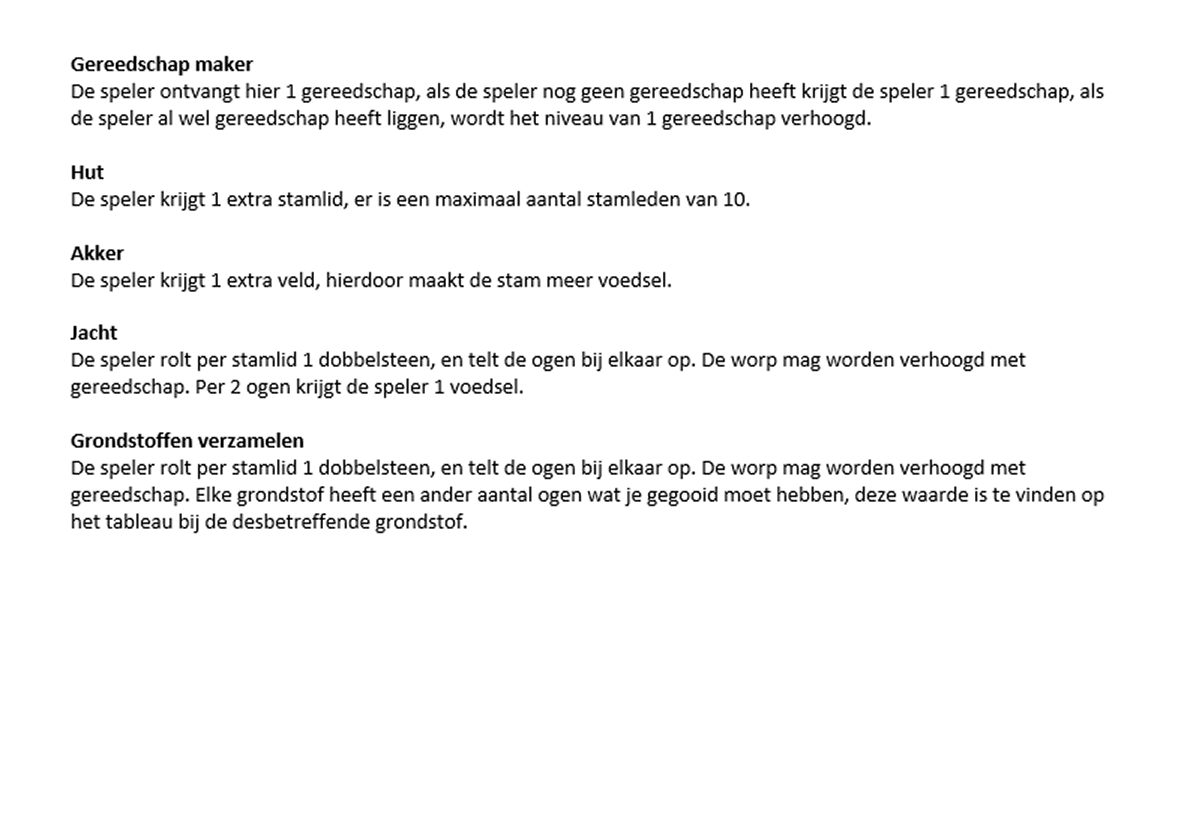 Gereedschap maker
De speler ontvangt hier 1 gereedschap, als de speler nog geen gereedschap heeft krijgt de speler 1 gereedschap, als
de speler al wel gereedschap heeft liggen, wordt het niveau van 1 gereedschap verhoogd.
Hut
De speler krijgt 1 extra stamlid, er is een maximaal aantal stamleden van 10.
Akker
De speler krijgt 1 extra veld, hierdoor maakt de stam meer voedsel.
Jacht
De speler rolt per stamlid 1 dobbelsteen, en telt de ogen bij elkaar op. De worp mag worden verhoogd met
gereedschap. Per 2 ogen krijgt de speler 1 voedsel.
Grondstoffen verzamelen
De speler rolt per stamlid 1 dobbelsteen, en telt de ogen bij elkaar op. De worp mag worden verhoogd met
gereedschap. Elke grondstof heeft een ander aantal ogen wat je gegooid moet hebben, deze waarde is te vinden op
het tableau bij de desbetreffende grondstof.